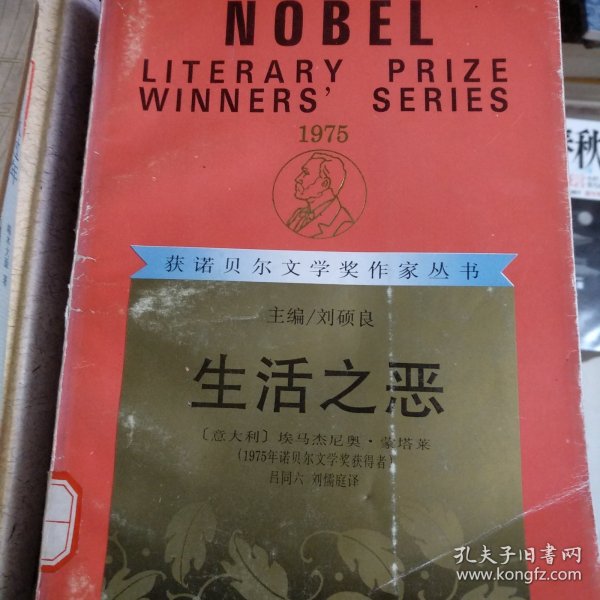 NOBEL
LITERARY PRIZE
WINNERS' SERIES
1975
获诺贝尔文学奖作家丛书
主编/刘硕良
生活之恶
〔意大利〕埃马杰尼奥·蒙塔莱
(1975年诺贝尔文学奖获得者)
吕同六 刘儒庭译
秋
孔夫子旧书网
www.kongfz.com